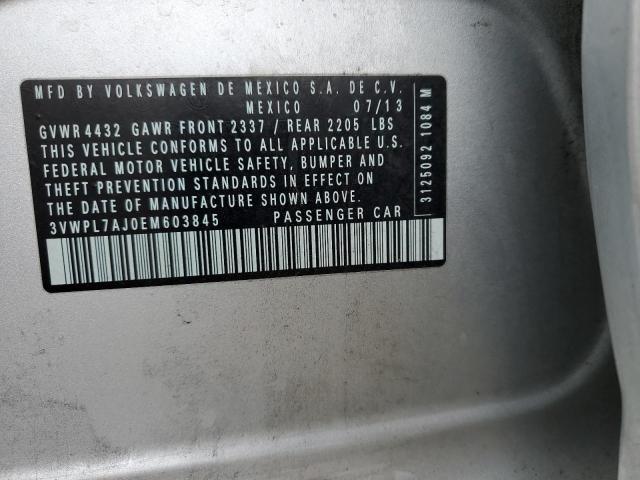 MFD BY VOLKSWAGEN DE MEXICO S.A. DE C.V.
MEXICO 07/13
GVWR 4432 GAWR FRONT 2337 / REAR 2205 LBS
THIS VEHICLE CONFORMS TO ALL APPLICABLE U.S.
FEDERAL MOTOR VEHICLE SAFETY, BUMPER AND
THEFT PREVENTION STANDARDS IN EFFECT ON
THE DATE OF MANUFACTURE SHOWN ABOVE.
3VWPL7AJ0EM603845 PASSENGER CAR
3125092 1084 M